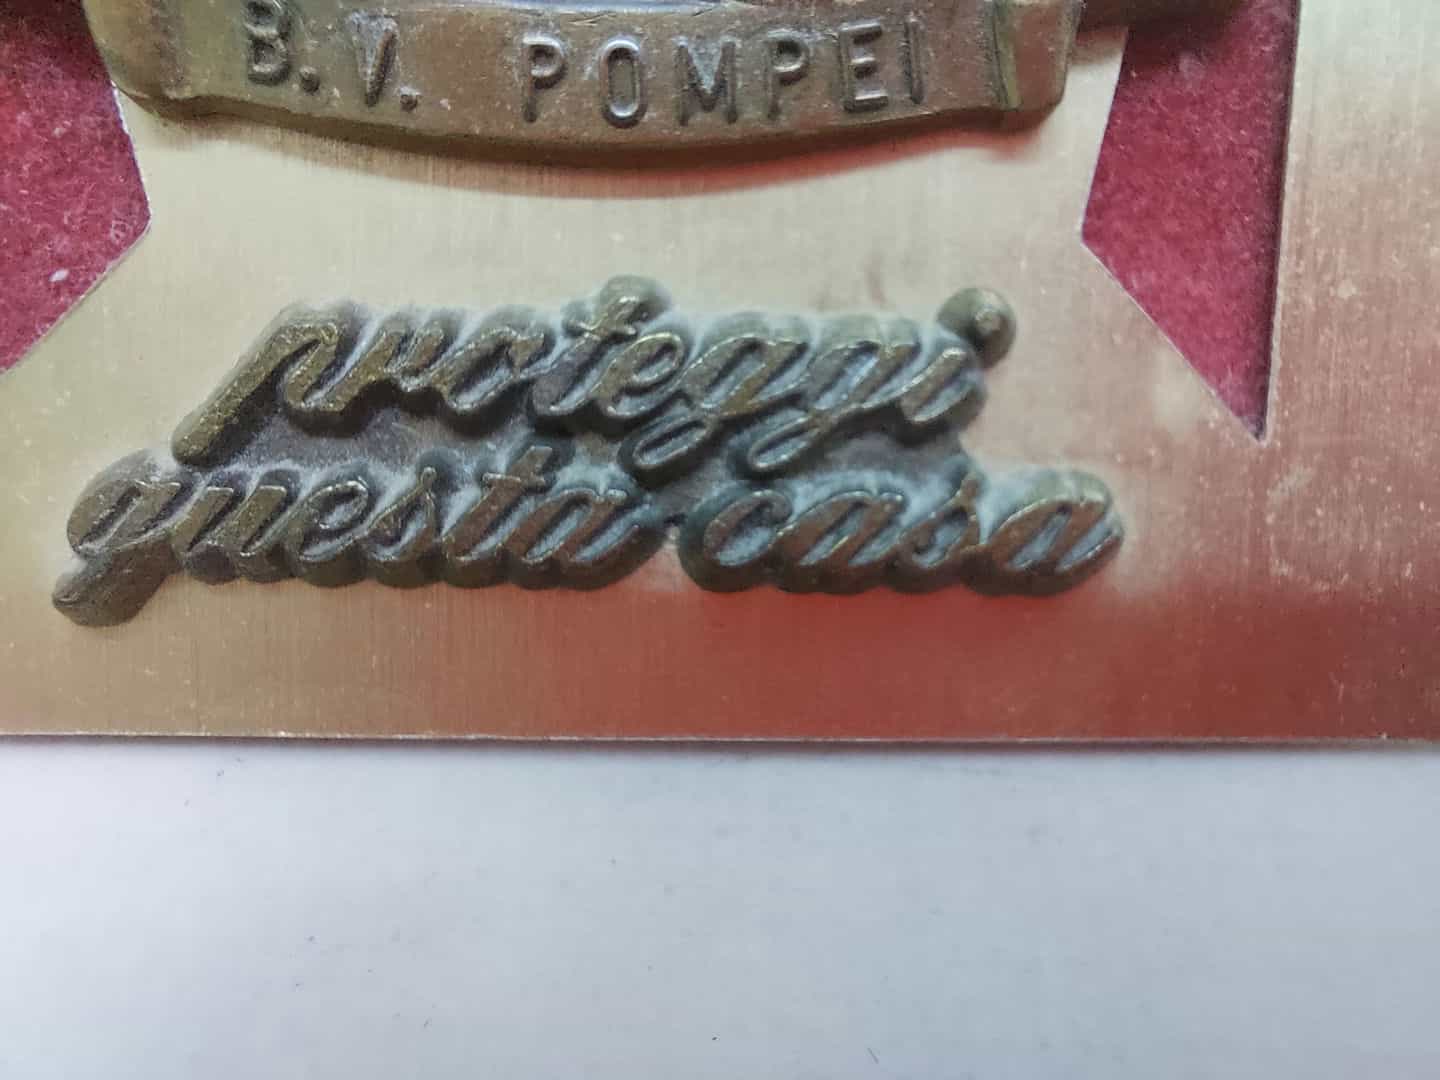 B.V. POMPEI
proteggi
questa casa